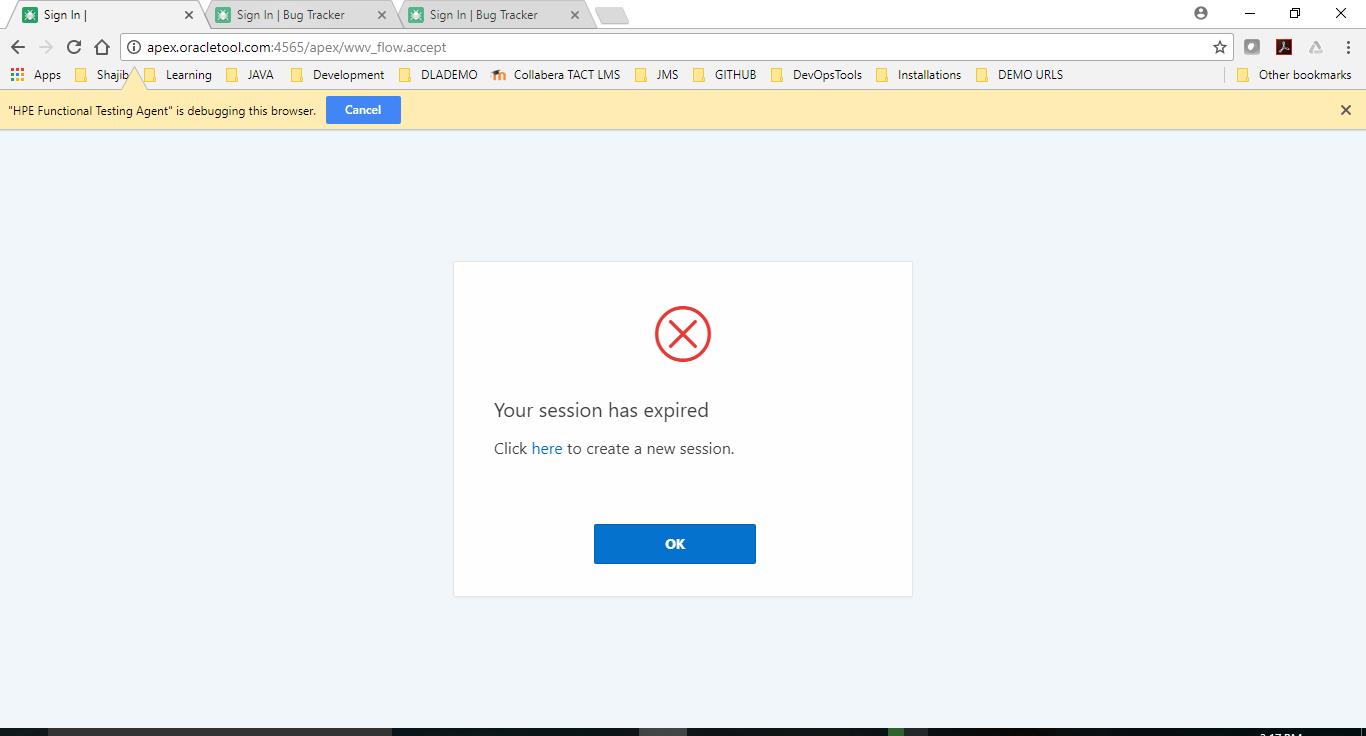 Sign In |
Sign In | Bug Tracker
Sign In | Bug Tracker
apex.oracletool.com:4565/apex/wwv_flow.accept
Apps Shajib Learning JAVA Development DLADEMO Collabera TACT LMS JMS GITHUB DevOpsTools Installations DEMO URLS Other bookmarks
"HPE Functional Testing Agent" is debugging this browser. Cancel
Your session has expired
Click here to create a new session.
OK